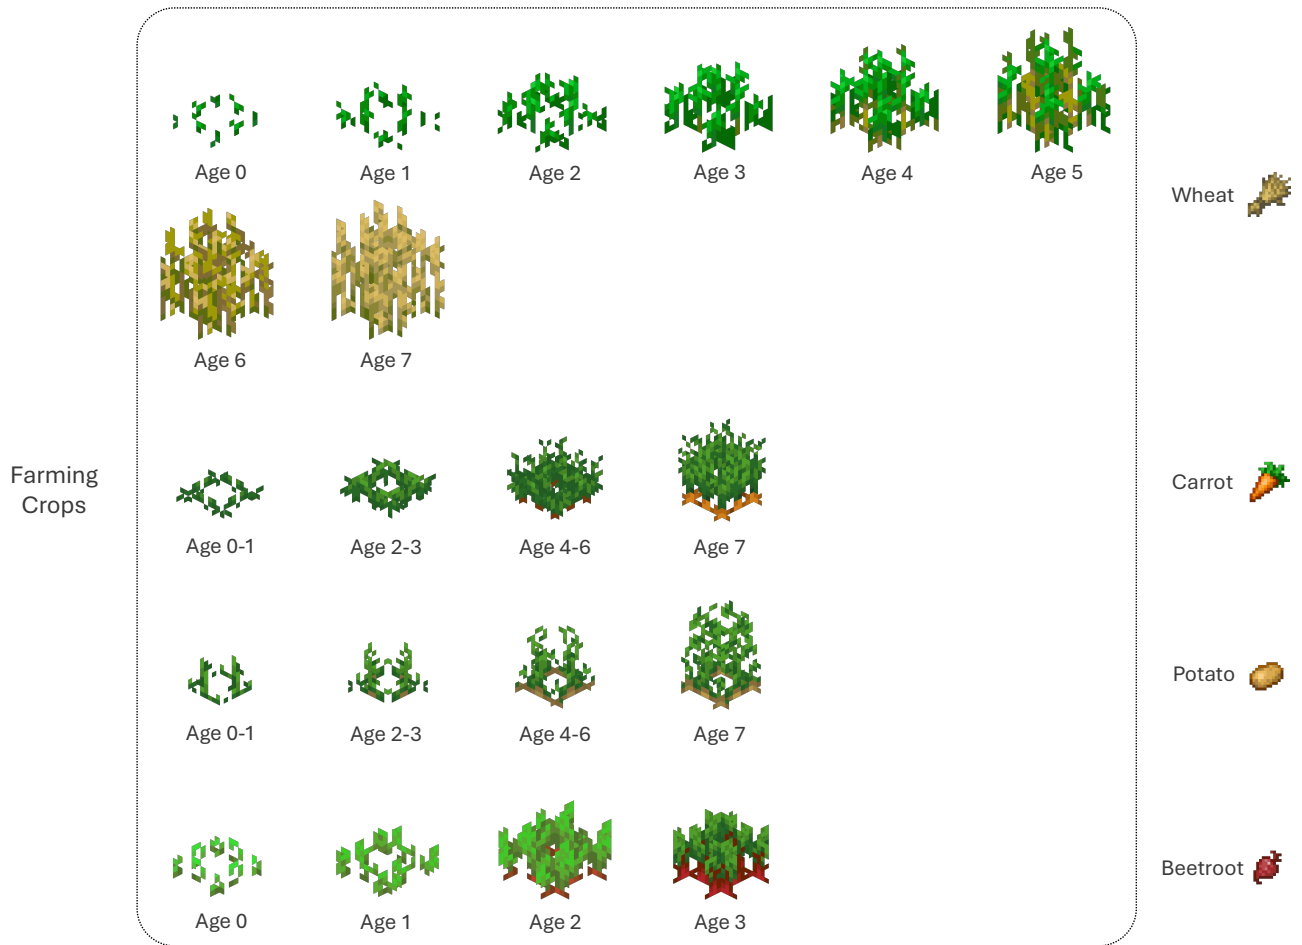 Age 0
Age 1
Age 2
Age 3
Age 4
Age 5
Wheat
Age 6
Age 7
Farming
Crops
Carrot
Age 0-1
Age 2-3
Age 4-6
Age 7
Potato
Age 0-1
Age 2-3
Age 4-6
Age 7
Beetroot
Age 0
Age 1
Age 2
Age 3